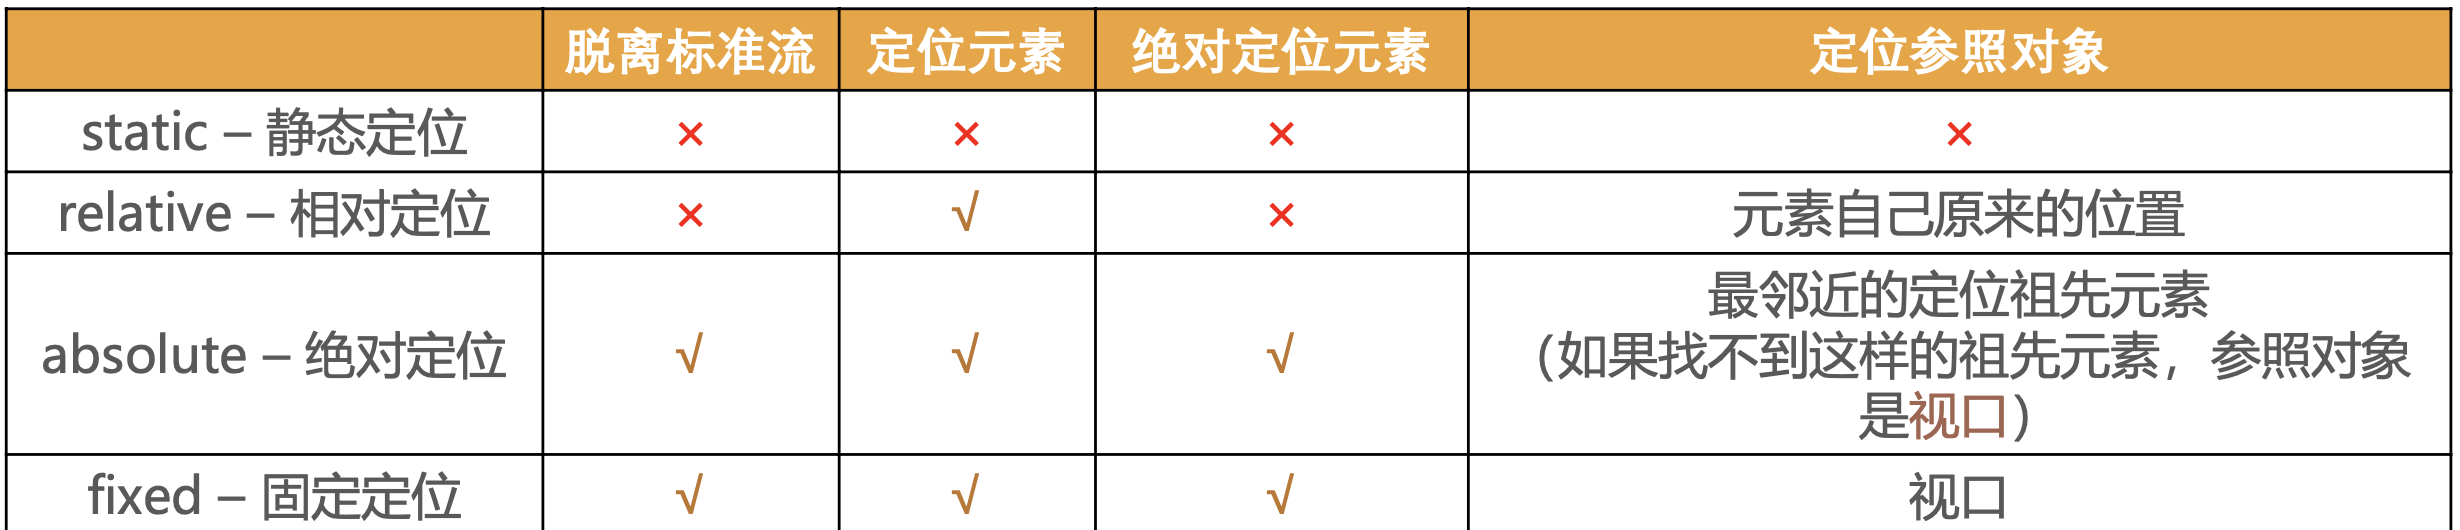 脱离标准流 定位元素 绝对定位元素 定位参照对象
static – 静态定位 × × × ×
relative – 相对定位 × √ × 元素自己原来的位置
absolute – 绝对定位 √ √ √ 最邻近的定位祖先元素
（如果找不到这样的祖先元素，参照对象
是视口）
fixed – 固定定位 √ √ √ 视口